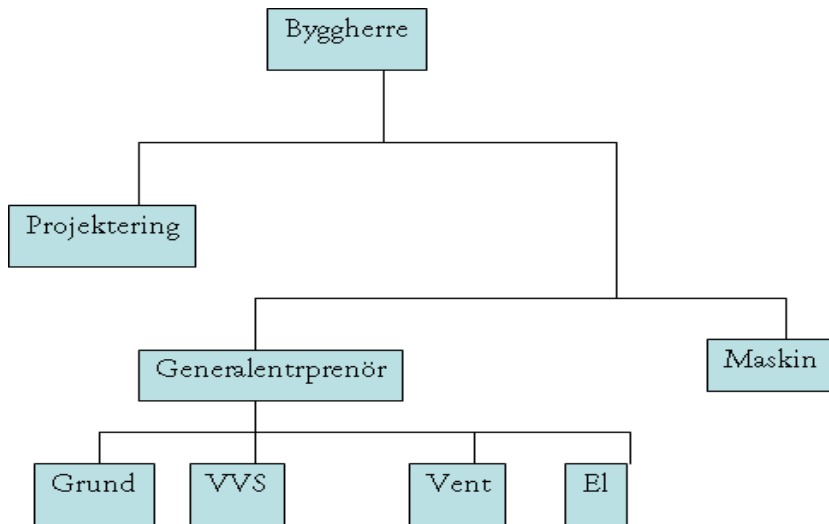 Byggherre
Projektering
Generalentrprenör
Maskin
Grund
VVS
Vent
El